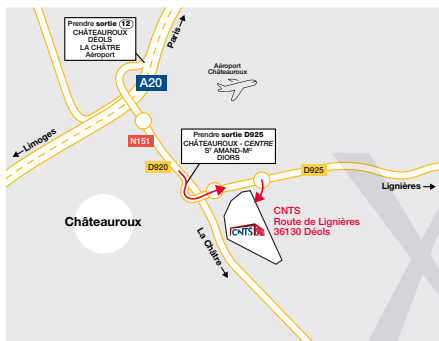 Prendre sortie 12
CHÂTEAUROUX
DÉOLS
LA CHÂTRE
Aéroport
Paris
Aéroport
Châteauroux
A20
Limoges
N151
Prendre sortie D925
CHÂTEAUROUX - CENTRE
Sᵗ AMAND-Mᴰ
DIORS
D920
D925
Lignières
Châteauroux
CNTS
Route de Lignières
36130 Déols
CNTS
La Châtre